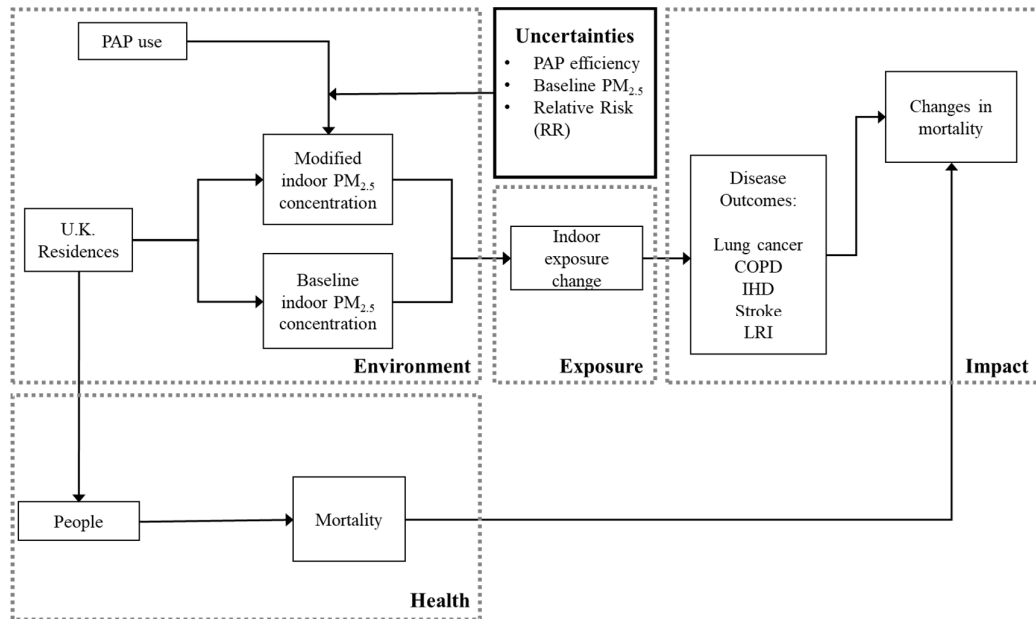 PAP use
Uncertainties
• PAP efficiency
• Baseline PM2.5
• Relative Risk
(RR)
Changes in
mortality
Modified
indoor PM2.5
concentration
Disease
Outcomes:
Lung cancer
COPD
IHD
Stroke
LRI
U.K.
Residences
Indoor
exposure
change
Baseline
indoor PM2.5
concentration
Environment
Exposure
Impact
People
Mortality
Health